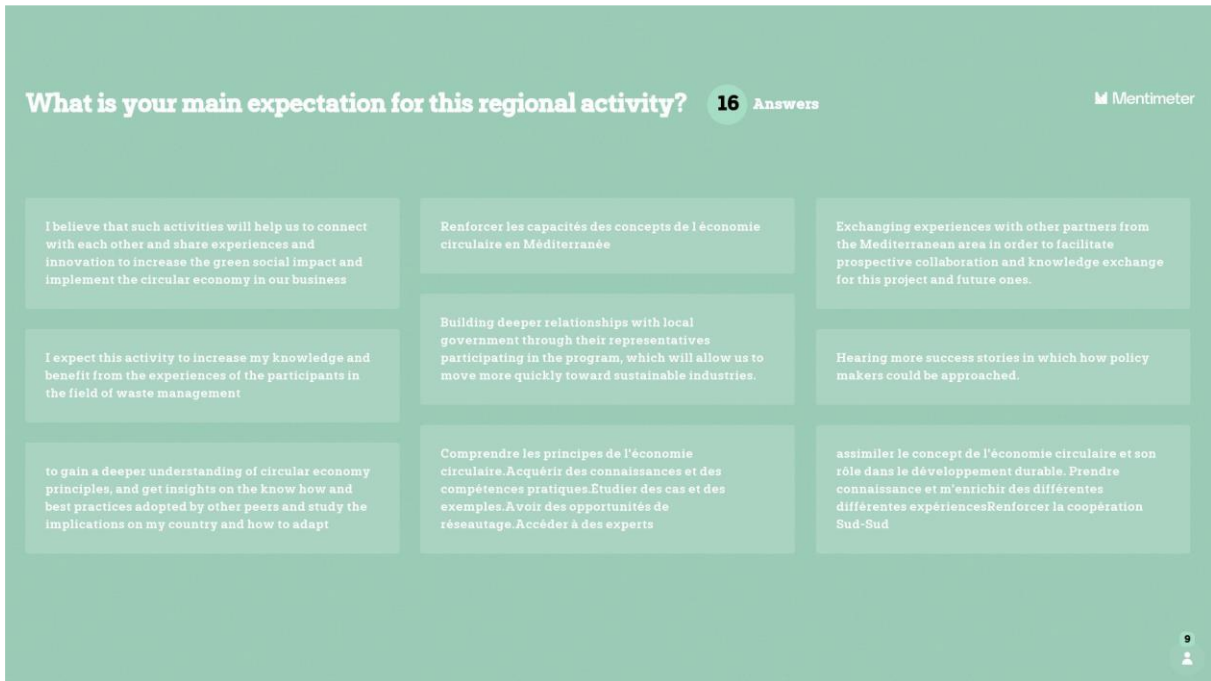 What is your main expectation for this regional activity?
16 Answers
Mentimeter
I believe that such activities will help us to connect
with each other and share experiences and
innovation to increase the green social impact and
implement the circular economy in our business
I expect this activity to increase my knowledge and
benefit from the experiences of the participants in
the field of waste management
to gain a deeper understanding of circular economy
principles, and get insights on the know how and
best practices adopted by other peers and study the
implications on my country and how to adapt
Renforcer les capacités des concepts de l économie
circulaire en Méditerranée
Building deeper relationships with local
government through their representatives
participating in the program, which will allow us to
move more quickly toward sustainable industries.
Comprendre les principes de l'économie
circulaire.Acquérir des connaissances et des
compétences pratiques.Étudier des cas et des
exemples.Avoir des opportunités de
réseautage.Accéder à des experts
Exchanging experiences with other partners from
the Mediterranean area in order to facilitate
prospective collaboration and knowledge exchange
for this project and future ones.
Hearing more success stories in which how policy
makers could be approached.
assimiler le concept de l'économie circulaire et son
rôle dans le développement durable. Prendre
connaissance et m'enrichir des différentes
différentes expériencesRenforcer la coopération
Sud-Sud
9